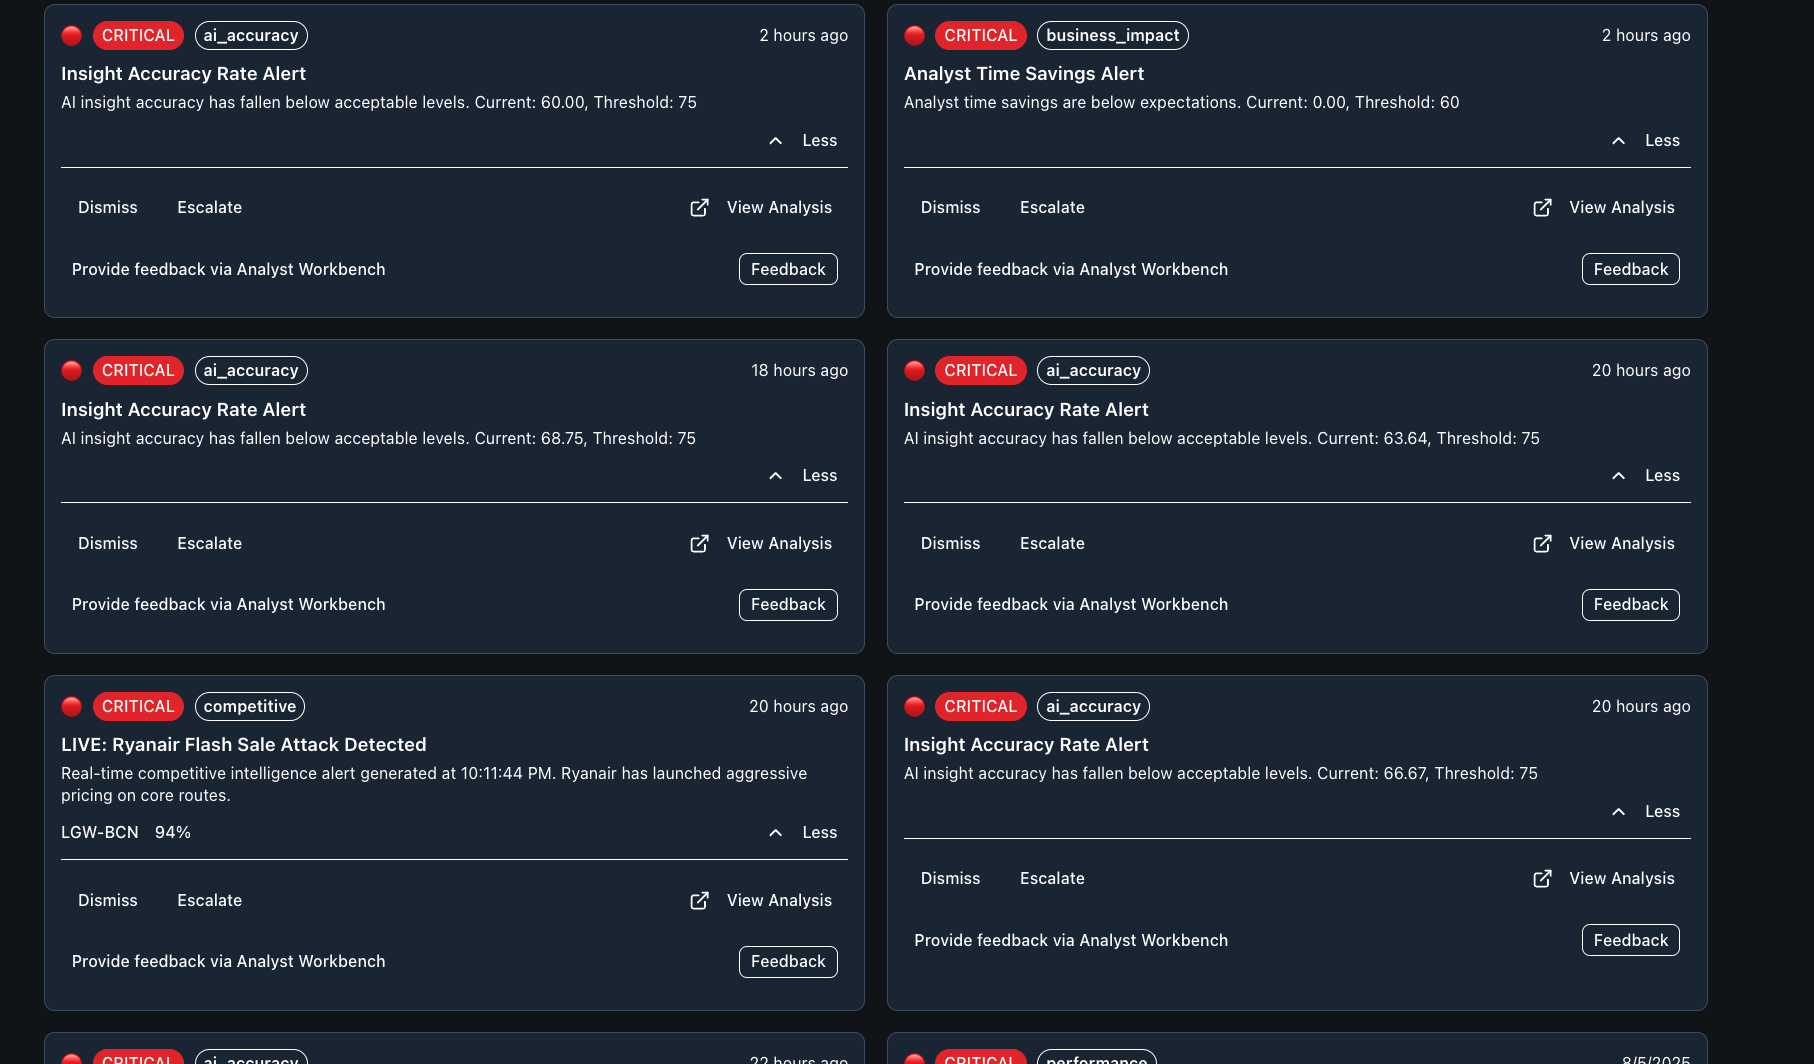 CRITICAL ai_accuracy 2 hours ago
Insight Accuracy Rate Alert
AI insight accuracy has fallen below acceptable levels. Current: 60.00, Threshold: 75
Less
Dismiss Escalate View Analysis
Provide feedback via Analyst Workbench Feedback
CRITICAL business_impact 2 hours ago
Analyst Time Savings Alert
Analyst time savings are below expectations. Current: 0.00, Threshold: 60
Less
Dismiss Escalate View Analysis
Provide feedback via Analyst Workbench Feedback
CRITICAL ai_accuracy 18 hours ago
Insight Accuracy Rate Alert
AI insight accuracy has fallen below acceptable levels. Current: 68.75, Threshold: 75
Less
Dismiss Escalate View Analysis
Provide feedback via Analyst Workbench Feedback
CRITICAL ai_accuracy 20 hours ago
Insight Accuracy Rate Alert
AI insight accuracy has fallen below acceptable levels. Current: 63.64, Threshold: 75
Less
Dismiss Escalate View Analysis
Provide feedback via Analyst Workbench Feedback
CRITICAL competitive 20 hours ago
LIVE: Ryanair Flash Sale Attack Detected
Real-time competitive intelligence alert generated at 10:11:44 PM. Ryanair has launched aggressive
pricing on core routes.
LGW-BCN 94% Less
Dismiss Escalate View Analysis
Provide feedback via Analyst Workbench Feedback
CRITICAL ai_accuracy 20 hours ago
Insight Accuracy Rate Alert
AI insight accuracy has fallen below acceptable levels. Current: 66.67, Threshold: 75
Less
Dismiss Escalate View Analysis
Provide feedback via Analyst Workbench Feedback
CRITICAL ai_accuracy 22 hours ago
CRITICAL performance 8/5/2025